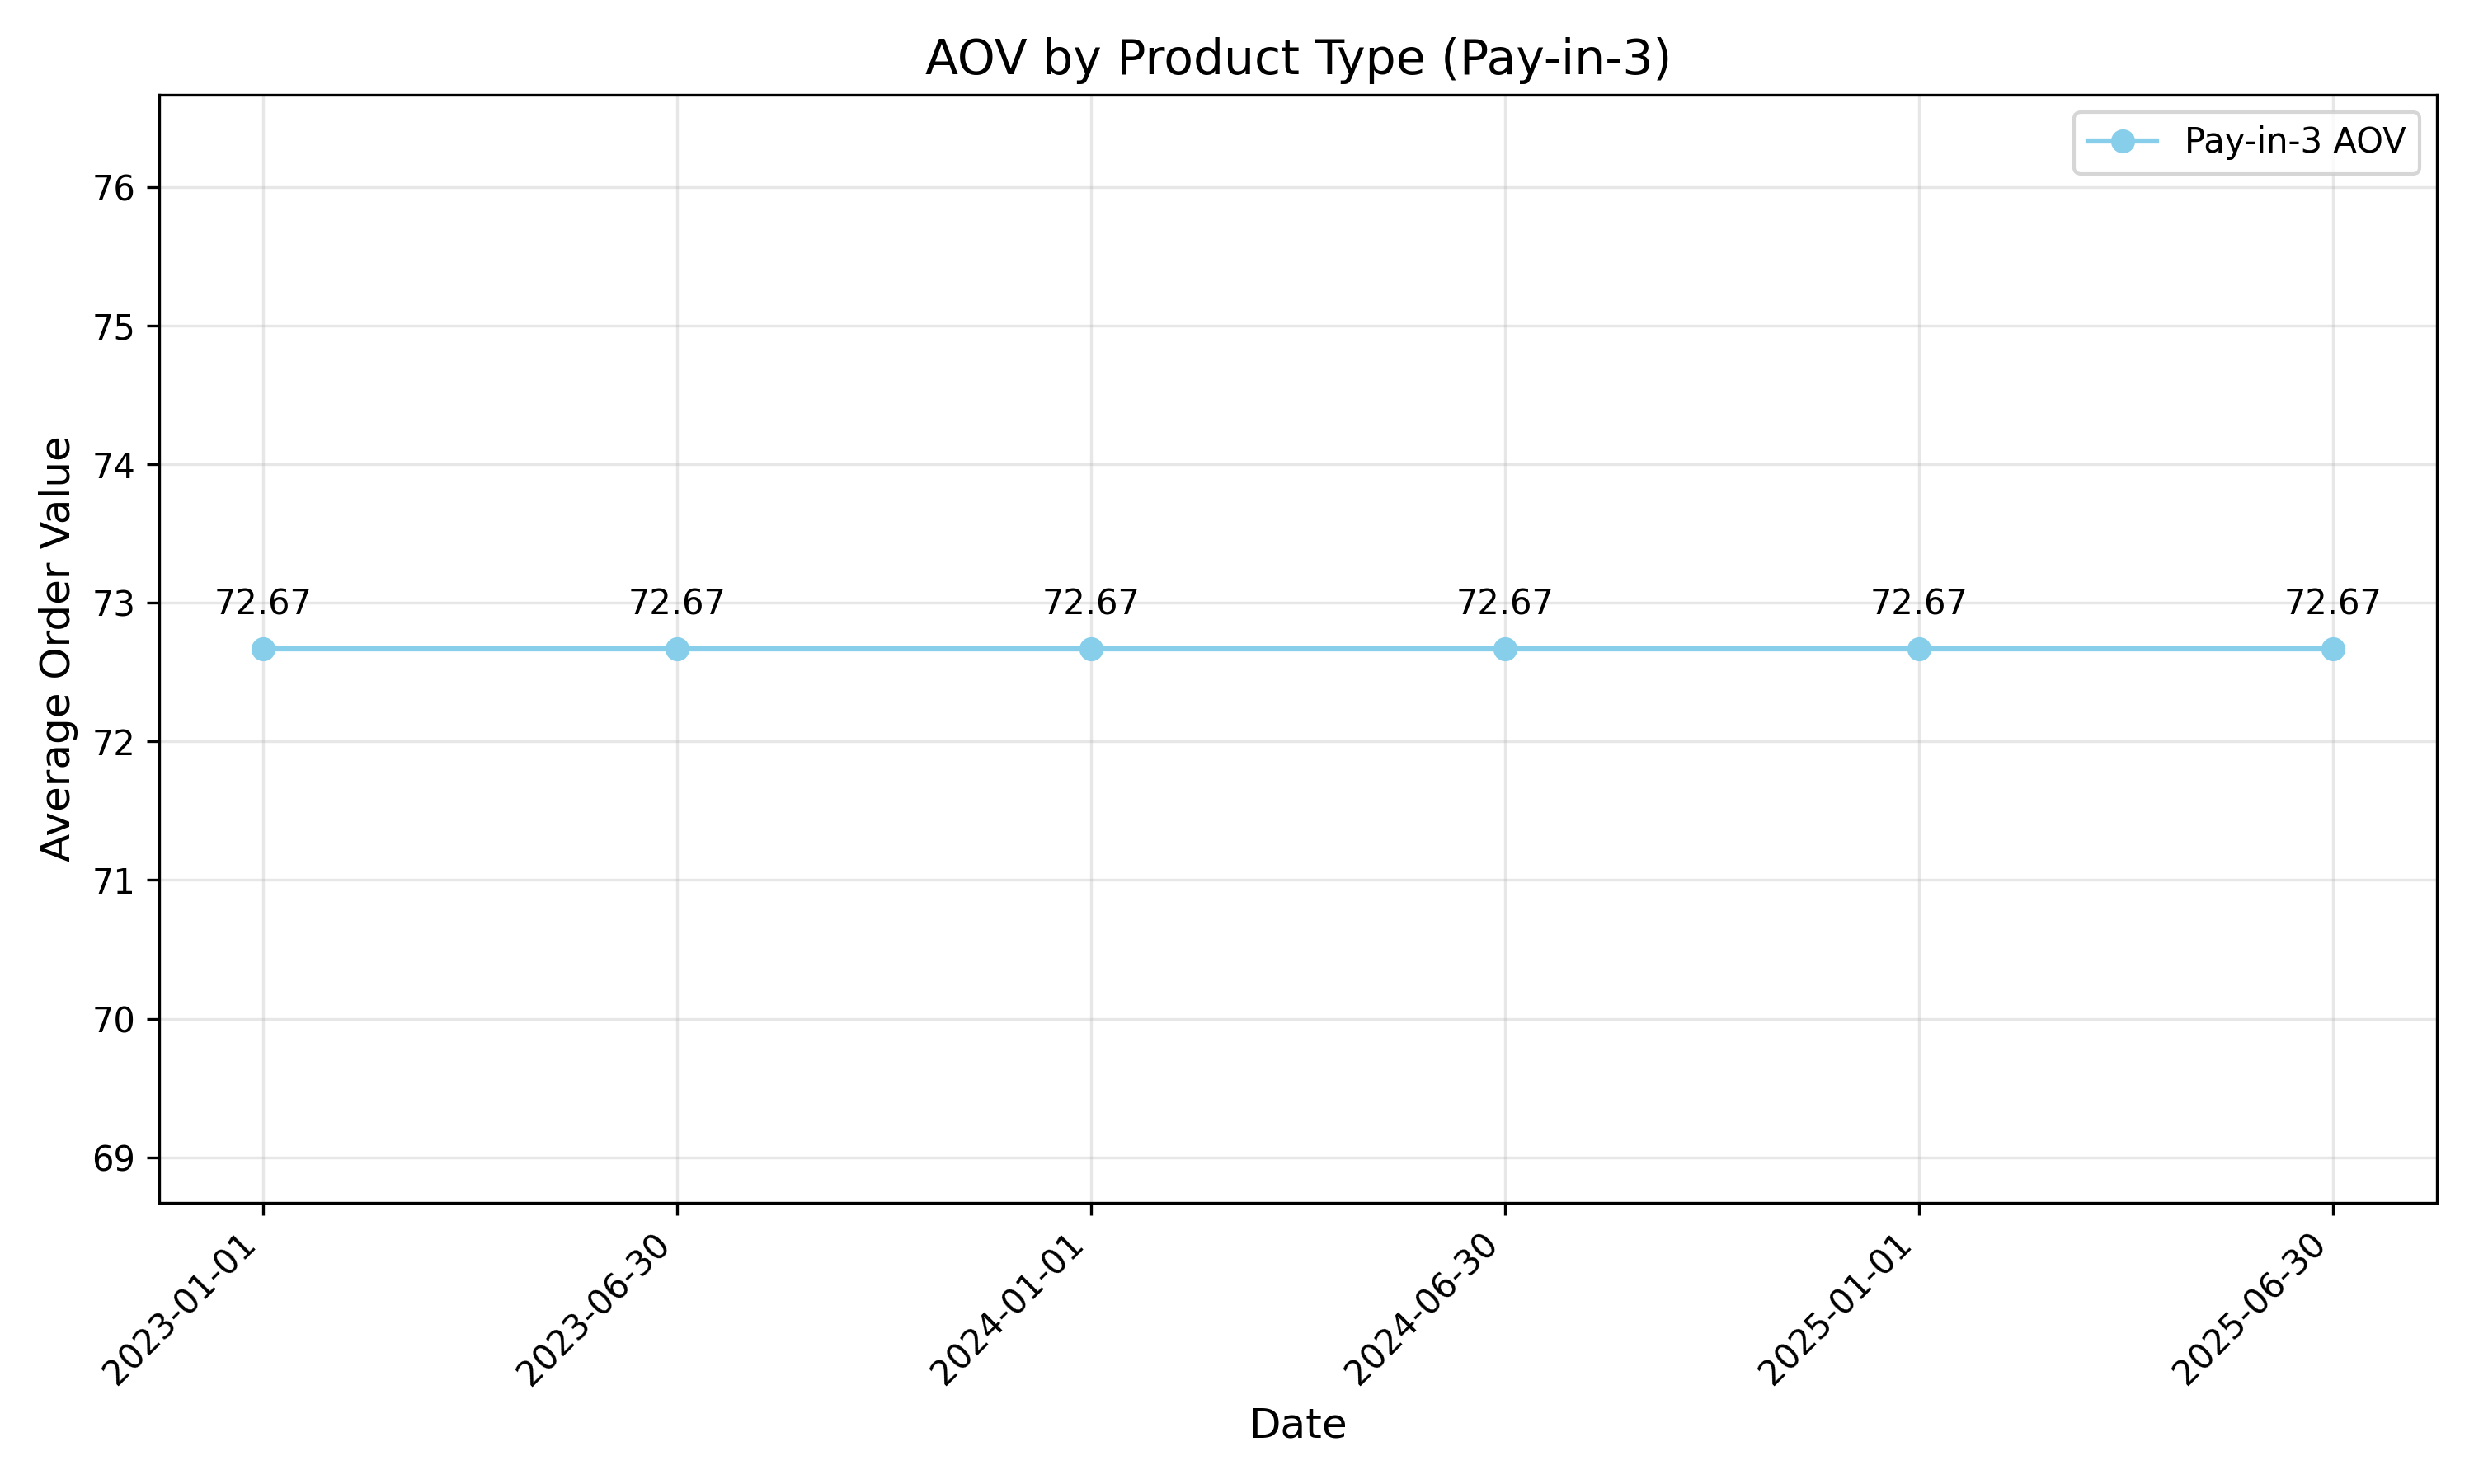 AOV by Product Type (Pay-in-3)
Pay-in-3 AOV
Average Order Value
76
75
74
73
72
71
70
69
72.67 72.67 72.67 72.67 72.67 72.67
2023-01-01 2023-06-30 2024-01-01 2024-06-30 2025-01-01 2025-06-30
Date